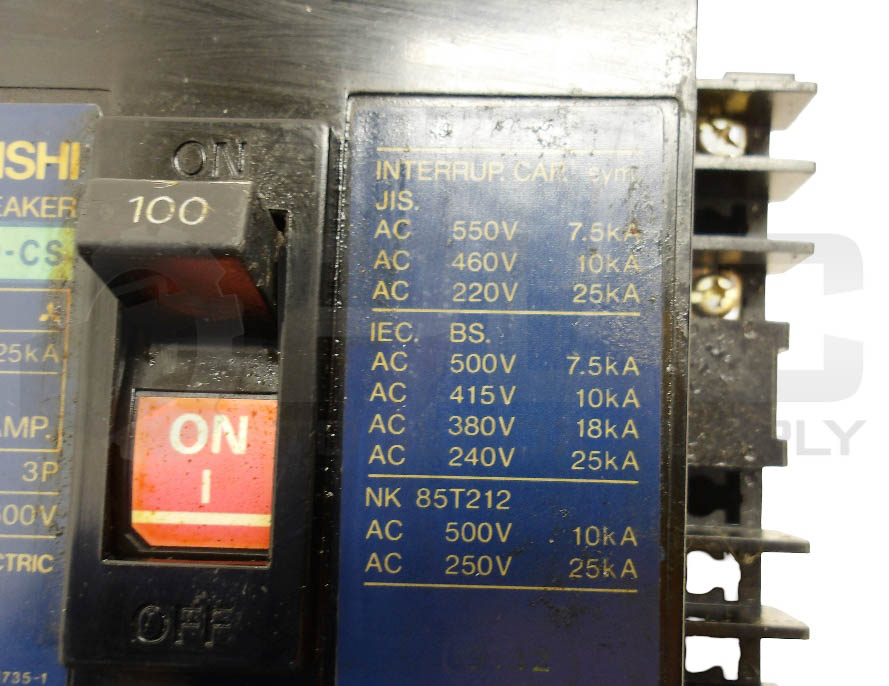 ISHI
EAKER
-CS
25kA
AMP.
3P
600V
CTRIC
735-1
ON
100
ON
I
OFF
INTERRUP. CAP. sym.
JIS.
AC 550V 7.5kA
AC 460V 10kA
AC 220V 25kA
IEC. BS.
AC 500V 7.5kA
AC 415V 10kA
AC 380V 18kA
AC 240V 25kA
NK 85T212
AC 500V 10kA
AC 250V 25kA